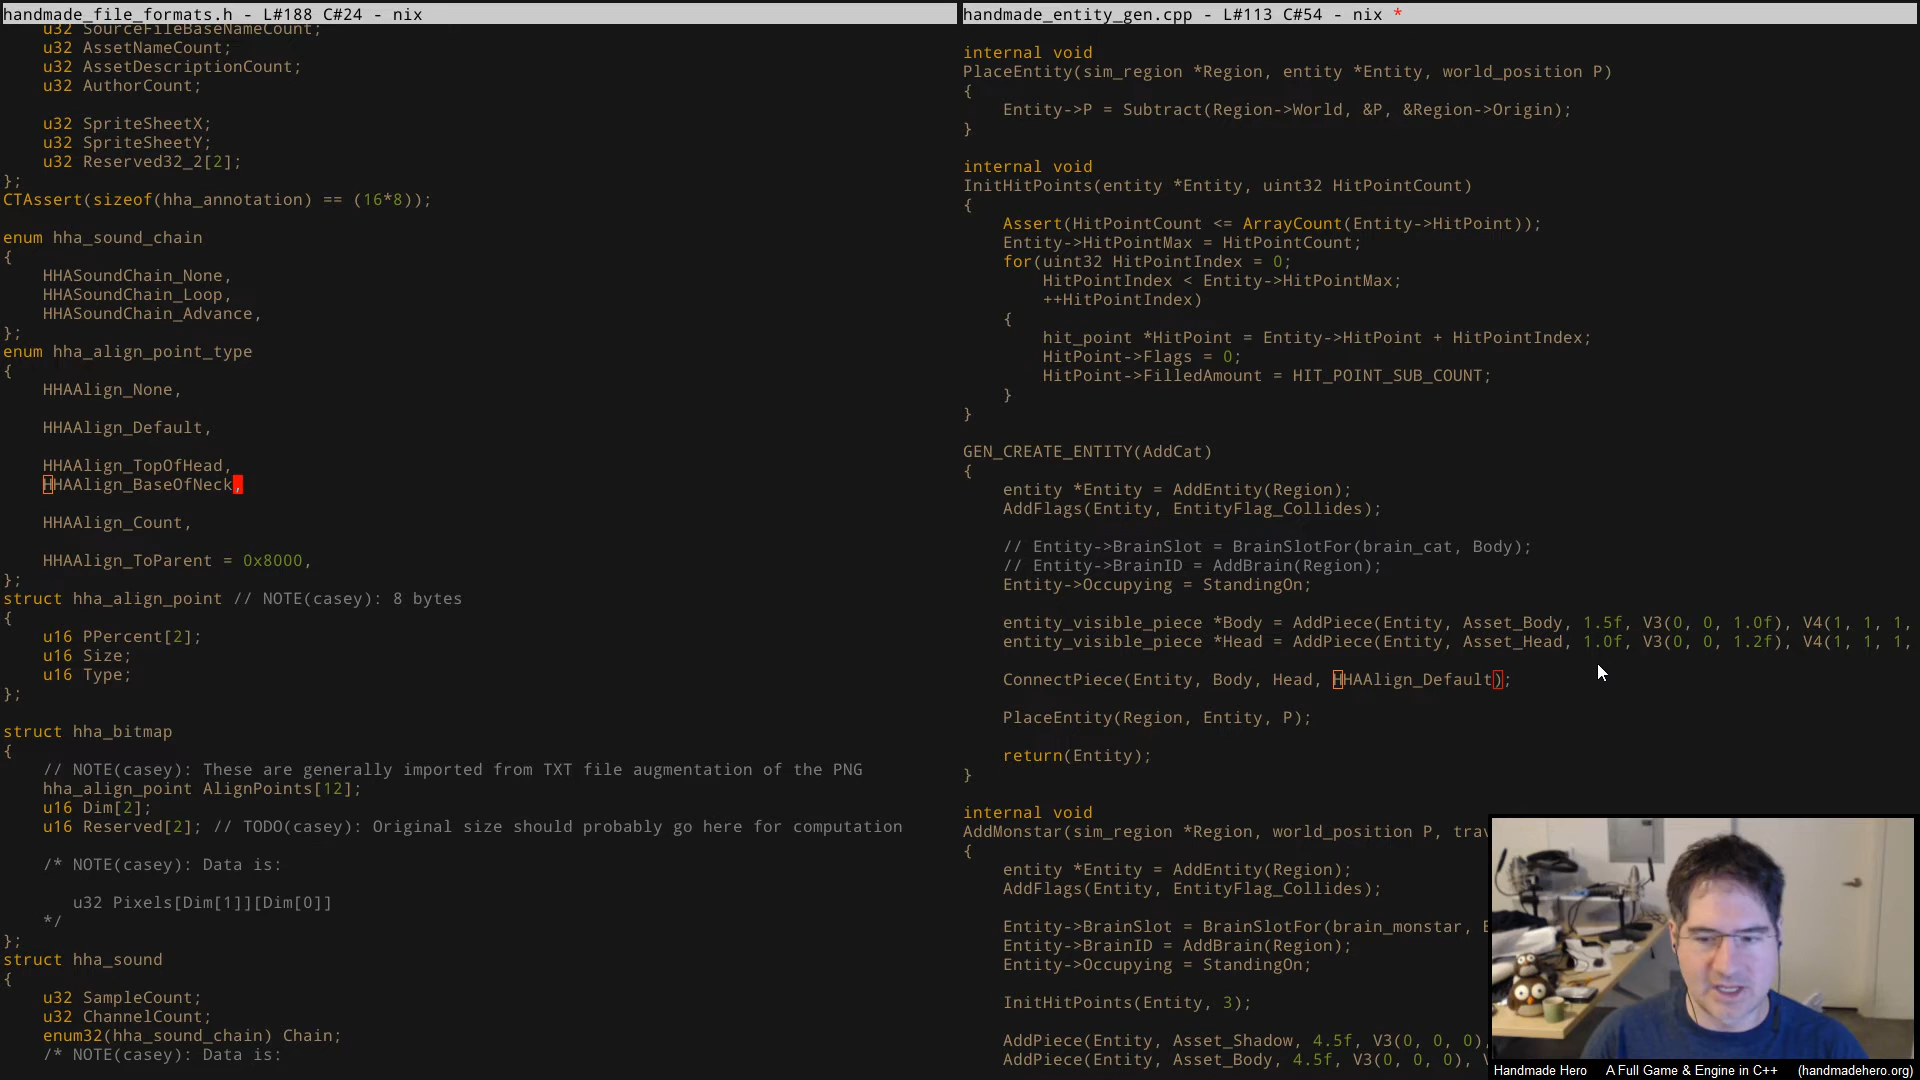 handmade_file_formats.h - L#188 C#24 - nix
u32 SourceFileBaseNameCount;
u32 AssetNameCount;
u32 AssetDescriptionCount;
u32 AuthorCount;
u32 SpriteSheetX;
u32 SpriteSheetY;
u32 Reserved32_2[2];
};
CTAssert(sizeof(hha_annotation) == (16*8));
enum hha_sound_chain
{
HHASoundChain_None,
HHASoundChain_Loop,
HHASoundChain_Advance,
};
enum hha_align_point_type
{
HHAAlign_None,
HHAAlign_Default,
HHAAlign_TopOfHead,
HHAAlign_BaseOfNeck,
HHAAlign_Count,
HHAAlign_ToParent = 0x8000,
};
struct hha_align_point // NOTE(casey): 8 bytes
{
u16 PPercent[2];
u16 Size;
u16 Type;
};
struct hha_bitmap
{
// NOTE(casey): These are generally imported from TXT file augmentation of the PNG
hha_align_point AlignPoints[12];
u16 Dim[2];
u16 Reserved[2]; // TODO(casey): Original size should probably go here for computation
/* NOTE(casey): Data is:
u32 Pixels[Dim[1]][Dim[0]]
*/
};
struct hha_sound
{
u32 SampleCount;
u32 ChannelCount;
enum32(hha_sound_chain) Chain;
/* NOTE(casey): Data is:
handmade_entity_gen.cpp - L#113 C#54 - nix *
internal void
PlaceEntity(sim_region *Region, entity *Entity, world_position P)
{
Entity->P = Subtract(Region->World, &P, &Region->Origin);
}
internal void
InitHitPoints(entity *Entity, uint32 HitPointCount)
{
Assert(HitPointCount <= ArrayCount(Entity->HitPoint));
Entity->HitPointMax = HitPointCount;
for(uint32 HitPointIndex = 0;
HitPointIndex < Entity->HitPointMax;
++HitPointIndex)
{
hit_point *HitPoint = Entity->HitPoint + HitPointIndex;
HitPoint->Flags = 0;
HitPoint->FilledAmount = HIT_POINT_SUB_COUNT;
}
}
GEN_CREATE_ENTITY(AddCat)
{
entity *Entity = AddEntity(Region);
AddFlags(Entity, EntityFlag_Collides);
// Entity->BrainSlot = BrainSlotFor(brain_cat, Body);
// Entity->BrainID = AddBrain(Region);
Entity->Occupying = StandingOn;
entity_visible_piece *Body = AddPiece(Entity, Asset_Body, 1.5f, V3(0, 0, 1.0f), V4(1, 1, 1,
entity_visible_piece *Head = AddPiece(Entity, Asset_Head, 1.0f, V3(0, 0, 1.2f), V4(1, 1, 1,
ConnectPiece(Entity, Body, Head, HHAAlign_Default);
PlaceEntity(Region, Entity, P);
return(Entity);
}
internal void
AddMonstar(sim_region *Region, world_position P, trav
{
entity *Entity = AddEntity(Region);
AddFlags(Entity, EntityFlag_Collides);
Entity->BrainSlot = BrainSlotFor(brain_monstar,
Entity->BrainID = AddBrain(Region);
Entity->Occupying = StandingOn;
InitHitPoints(Entity, 3);
AddPiece(Entity, Asset_Shadow, 4.5f, V3(0, 0, 0),
AddPiece(Entity, Asset_Body, 4.5f, V3(0, 0, 0),
Handmade Hero A Full Game & Engine in C++ (handmadehero.org)